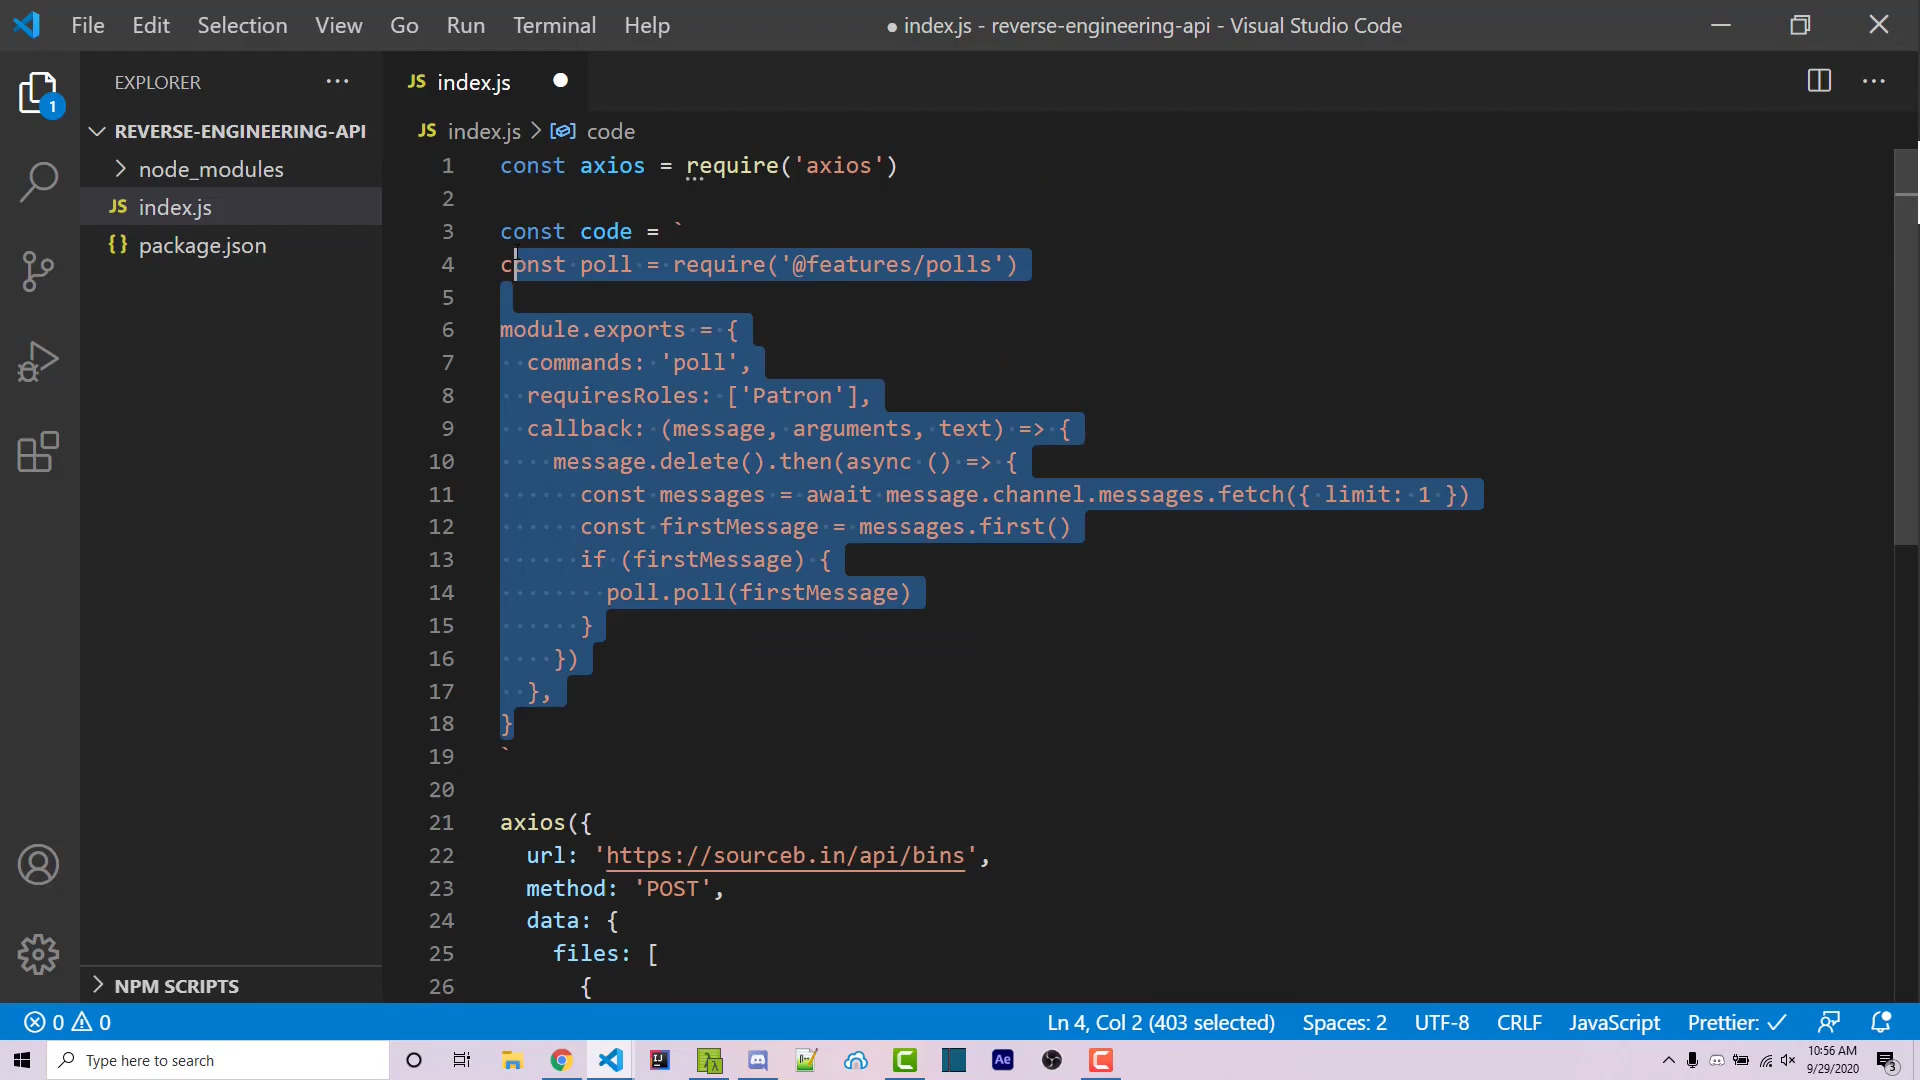 File Edit Selection View Go Run Terminal Help
● index.js - reverse-engineering-api - Visual Studio Code
EXPLORER
JS index.js
1
REVERSE-ENGINEERING-API
node_modules
JS index.js
{} package.json
JS index.js > code
1 const axios = require('axios')
2
3 const code = `
4 const poll = require('@features/polls')
5
6 module.exports = {
7 commands: 'poll',
8 requiresRoles: ['Patron'],
9 callback: (message, arguments, text) => {
10 message.delete().then(async () => {
11 const messages = await message.channel.messages.fetch({ limit: 1 })
12 const firstMessage = messages.first()
13 if (firstMessage) {
14 poll.poll(firstMessage)
15 }
16 })
17 },
18 }
19 `
20
21 axios({
22 url: 'https://sourceb.in/api/bins',
23 method: 'POST',
24 data: {
25 files: [
26 {
NPM SCRIPTS
0 0
Ln 4, Col 2 (403 selected) Spaces: 2 UTF-8 CRLF JavaScript Prettier: ✓
Type here to search
IJ
Ae
10:56 AM
9/29/2020
3